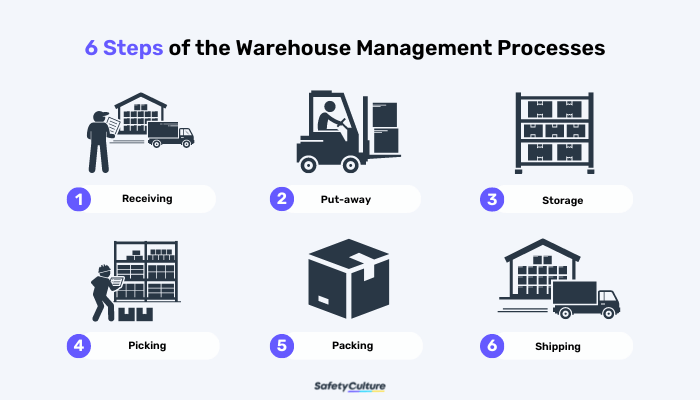 6 Steps of the Warehouse Management Processes
1 Receiving
2 Put-away
3 Storage
4 Picking
5 Packing
6 Shipping
SafetyCulture